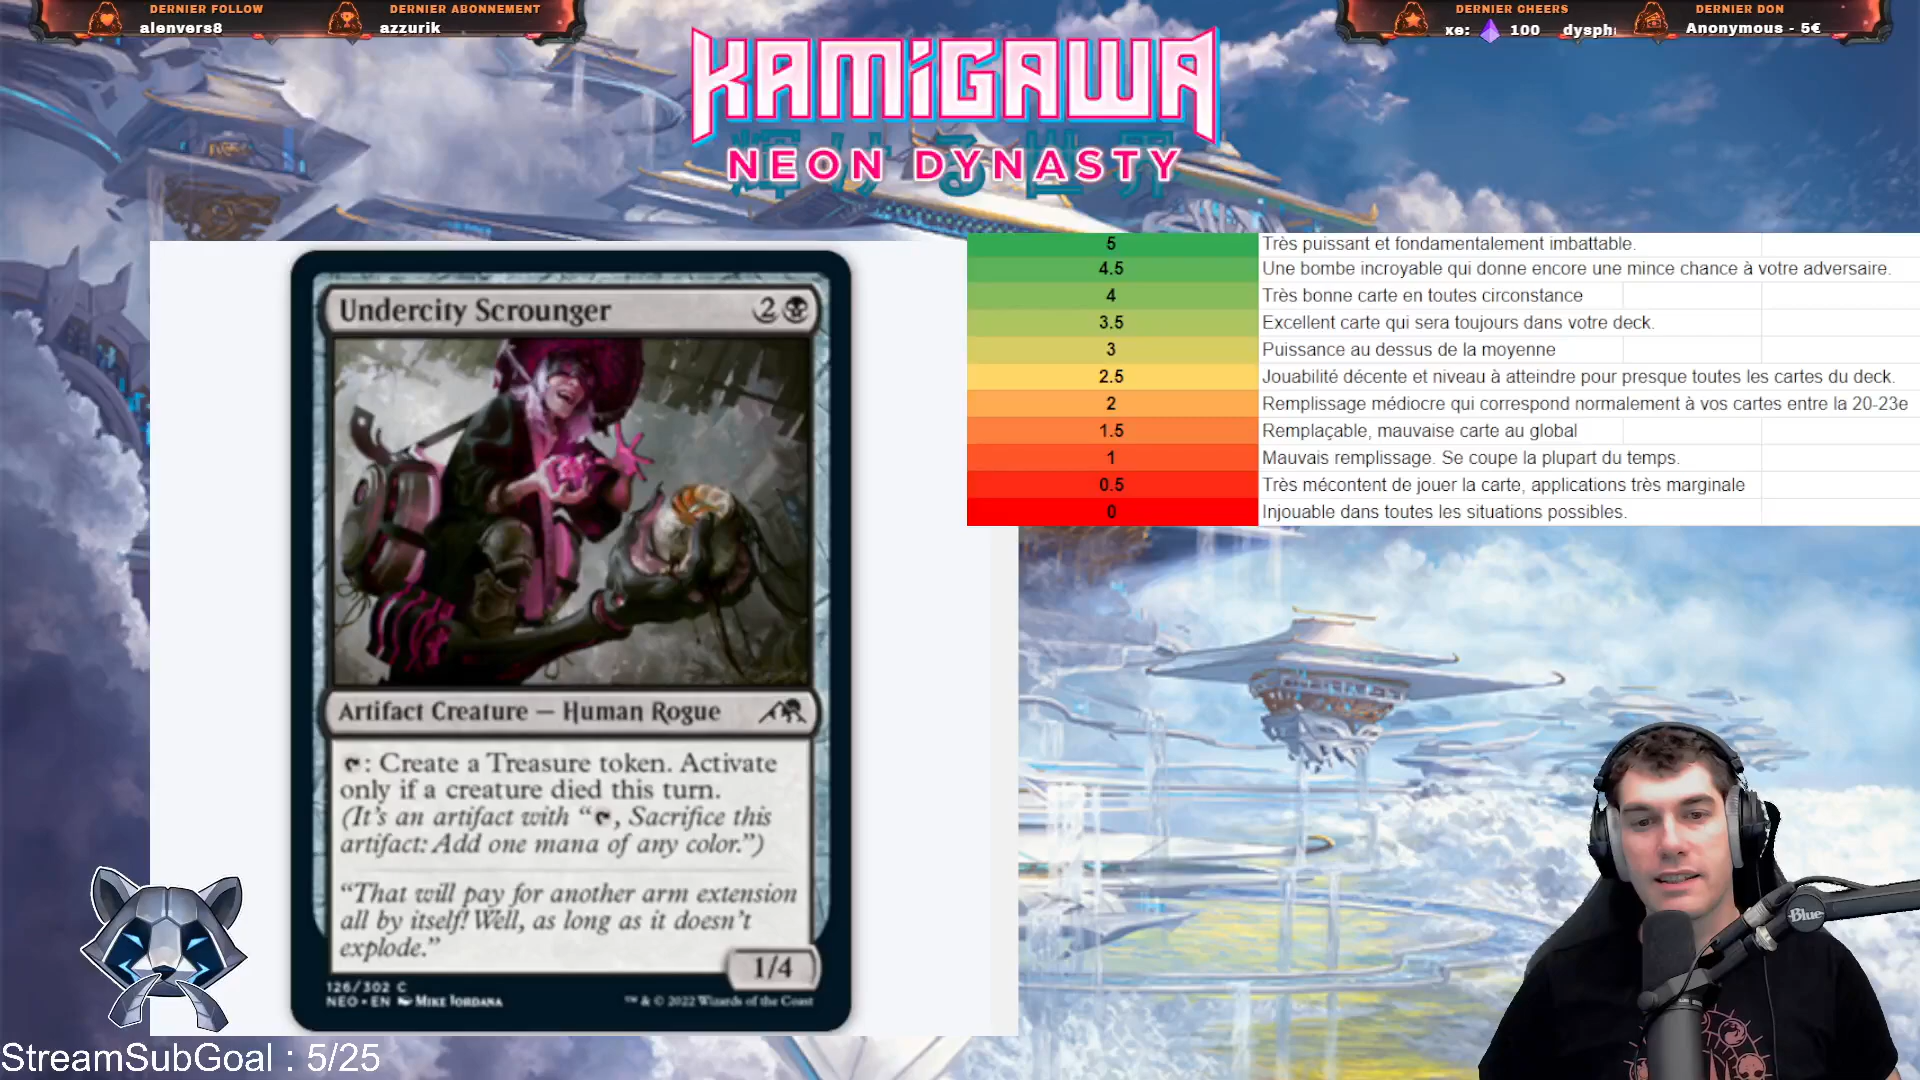 DERNIER FOLLOW
alenvers8
DERNIER ABONNEMENT
azzurik
DERNIER CHEERS
xe: 100 dysph
DERNIER DON
Anonymous - 5€
KAMIGAWA
NEON DYNASTY
Undercity Scrounger 2
Artifact Creature — Human Rogue
: Create a Treasure token. Activate
only if a creature died this turn.
(It's an artifact with “ , Sacrifice this
artifact: Add one mana of any color.”)
“That will pay for another arm extension
all by itself! Well, as long as it doesn't
explode.”
1/4
126/302 C
NEO • EN Mike Jordana
™ & © 2022 Wizards of the Coast
5 Très puissant et fondamentalement imbattable.
4.5 Une bombe incroyable qui donne encore une mince chance à votre adversaire.
4 Très bonne carte en toutes circonstance
3.5 Excellent carte qui sera toujours dans votre deck.
3 Puissance au dessus de la moyenne
2.5 Jouabilité décente et niveau à atteindre pour presque toutes les cartes du deck.
2 Remplissage médiocre qui correspond normalement à vos cartes entre la 20-23e
1.5 Remplaçable, mauvaise carte au global
1 Mauvais remplissage. Se coupe la plupart du temps.
0.5 Très mécontent de jouer la carte, applications très marginale
0 Injouable dans toutes les situations possibles.
Blue
StreamSubGoal : 5/25